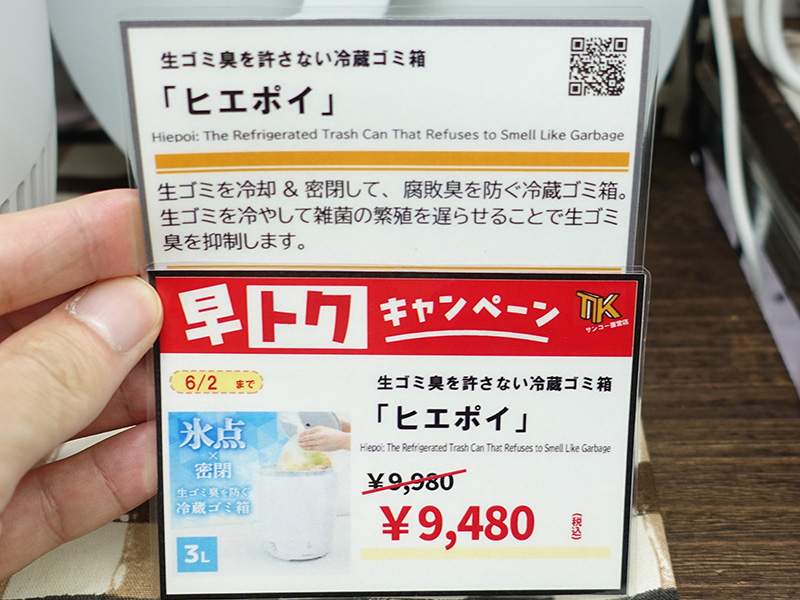 生ゴミ臭を許さない冷蔵ゴミ箱
「ヒエポイ」
Hiepoi: The Refrigerated Trash Can That Refuses to Smell Like Garbage
生ゴミを冷却 & 密閉して、腐敗臭を防ぐ冷蔵ゴミ箱。
生ゴミを冷やして雑菌の繁殖を遅らせることで生ゴミ
臭を抑制します。
早トクキャンペーン
サンコー直営店
6/2 まで
生ゴミ臭を許さない冷蔵ゴミ箱
「ヒエポイ」
Hiepoi: The Refrigerated Trash Can That Refuses to Smell Like Garbage
氷点
×
密閉
生ゴミ臭を防ぐ
冷蔵ゴミ箱
3L
¥9,980
¥9,480
(税込)